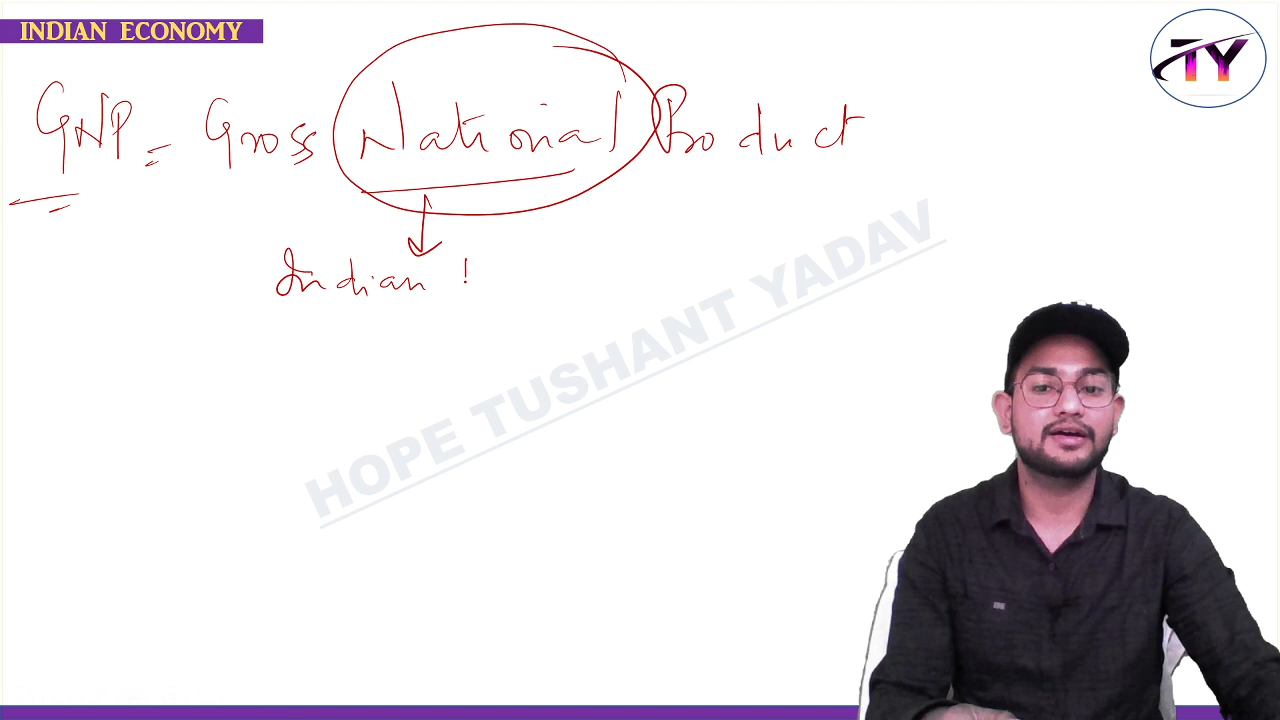 INDIAN ECONOMY
TY
GNP = Gross National Product
Indian !
HOPE TUSHANT YADAV